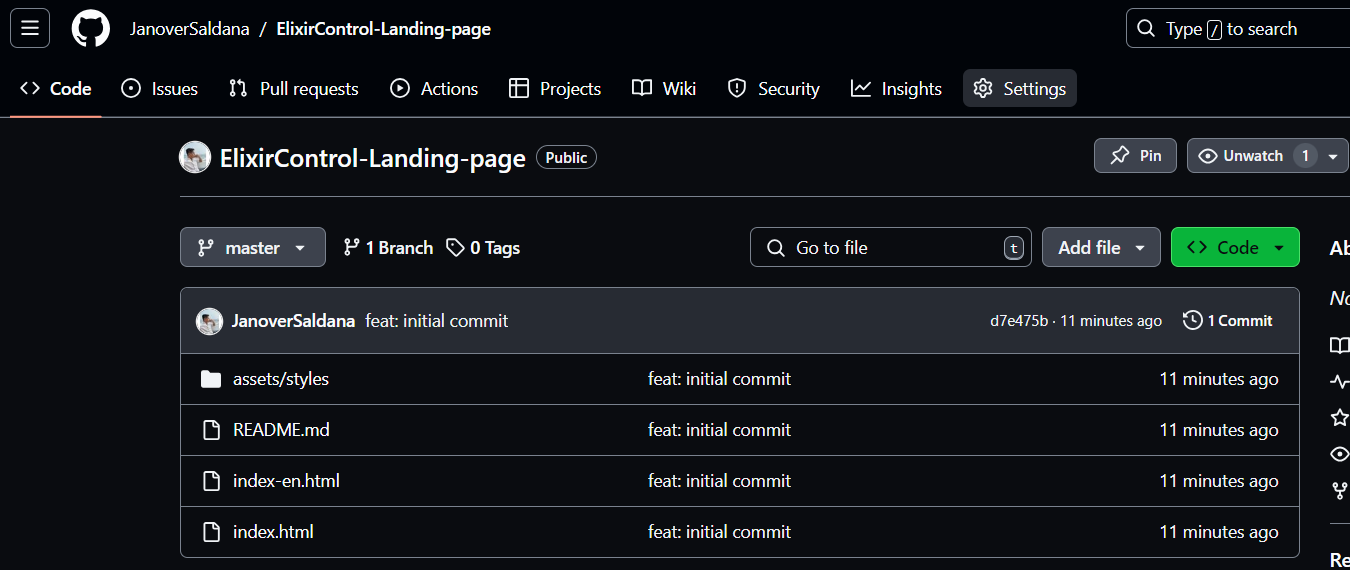 JanoverSaldana / ElixirControl-Landing-page Type / to search
Code Issues Pull requests Actions Projects Wiki Security Insights Settings
ElixirControl-Landing-page Public Pin Unwatch 1
master 1 Branch 0 Tags Go to file t Add file Code
JanoverSaldana feat: initial commit d7e475b · 11 minutes ago 1 Commit
assets/styles feat: initial commit 11 minutes ago
README.md feat: initial commit 11 minutes ago
index-en.html feat: initial commit 11 minutes ago
index.html feat: initial commit 11 minutes ago